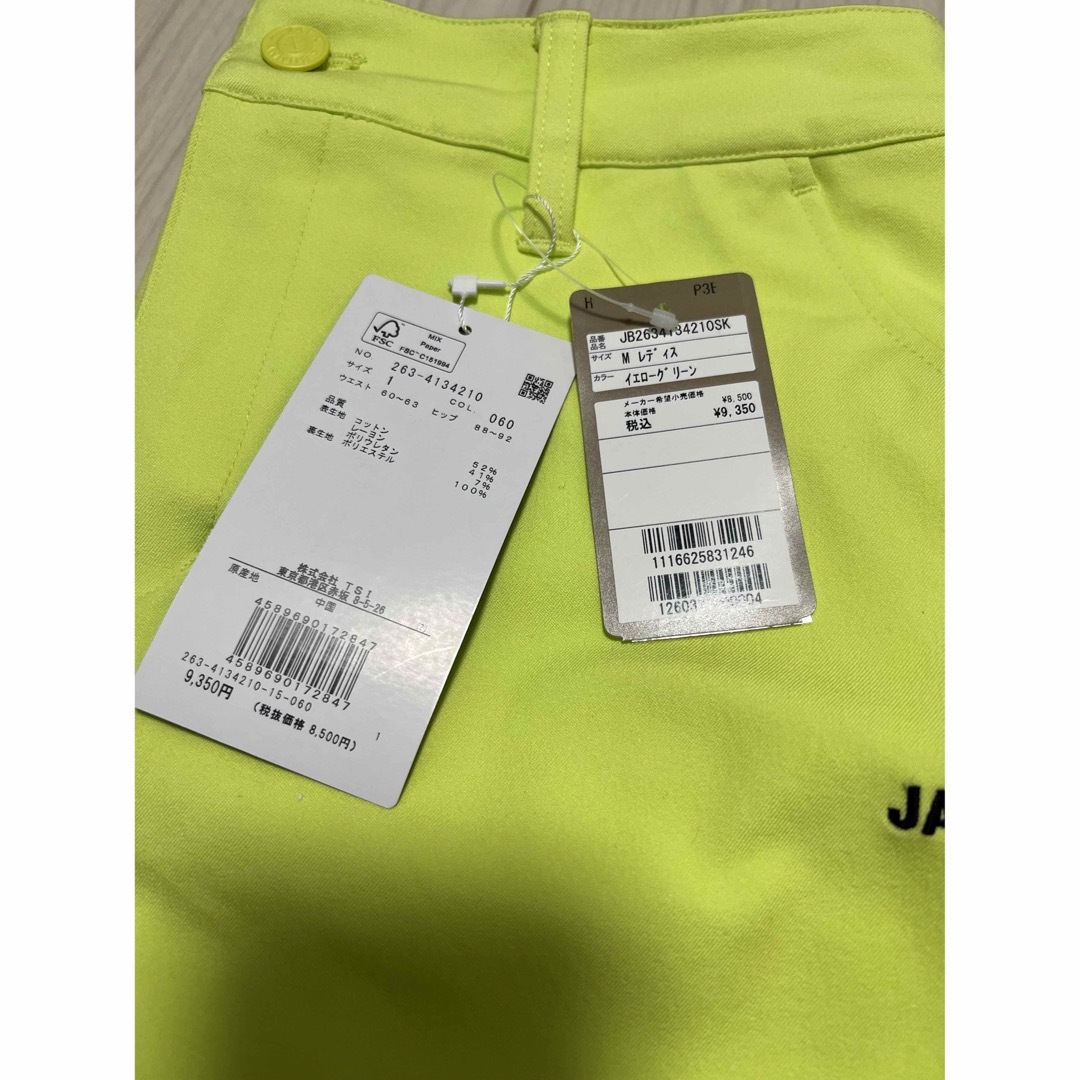 FSC
MIX
Paper
FSC™ C151994
NO. 263-4134210
サイズ 1 COL. 060
ウエスト 60〜63 ヒップ 88〜92
品質
表生地 コットン 52%
レーヨン 41%
ポリウレタン 7%
裏生地 ポリエステル 100%
株式会社 TSI
東京都港区赤坂 8-5-26
原産地 中国
4589690172847
4589690172847
263-4134210-15-060
9,350円
(税抜価格 8,500円)
1
H P3E
品番 JB2634134210SK
品名
サイズ M レディス
カラー イエローグリーン
メーカー希望小売価格
本体価格 ¥8,500
税込 ¥9,350
1116625831246
JA